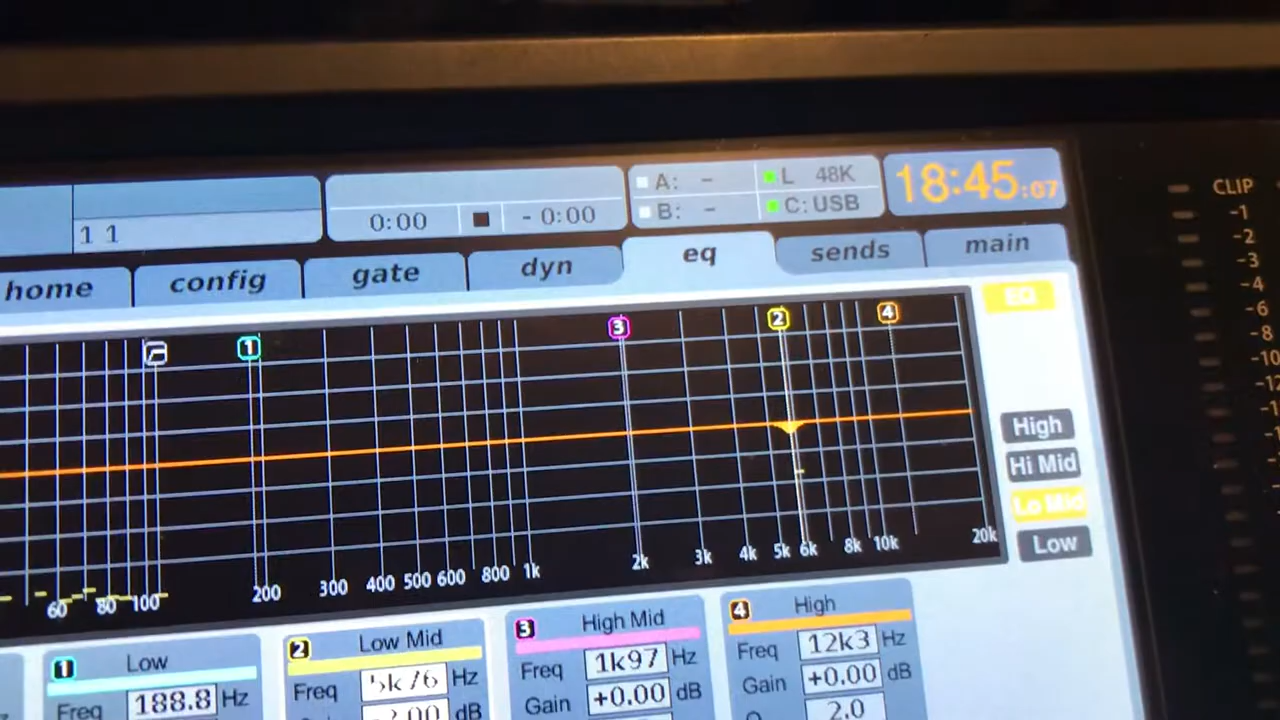 A: - L 48K
18:45:07
1 1
0:00 - 0:00
B: - C: USB
home config gate dyn eq sends main
EQ
3 2 4
1
High
Hi Mid
Lo Mid
Low
60 80 100 200 300 400 500 600 800 1k 2k 3k 4k 5k 6k 8k 10k 20k
1 Low
Freq 188.8 Hz
2 Low Mid
Freq Hz
dB
3 High Mid
Freq 1k97 Hz
Gain +0.00 dB
4 High
Freq 12k3 Hz
Gain +0.00 dB
2.0
CLIP
-1
-2
-3
-4
-6
-8
-10